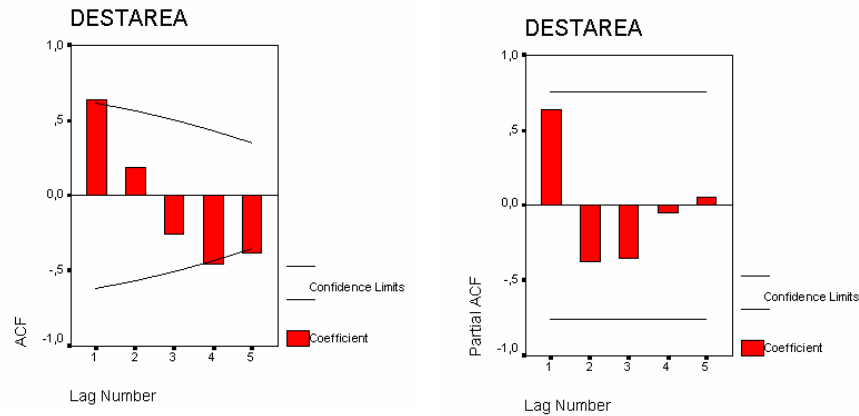 DESTAREA
1,0
,5
0,0
-,5
-1,0
ACF
1 2 3 4 5
Lag Number
Confidence Limits
Coefficient
DESTAREA
1,0
,5
0,0
-,5
-1,0
Partial ACF
1 2 3 4 5
Lag Number
Confidence Limits
Coefficient